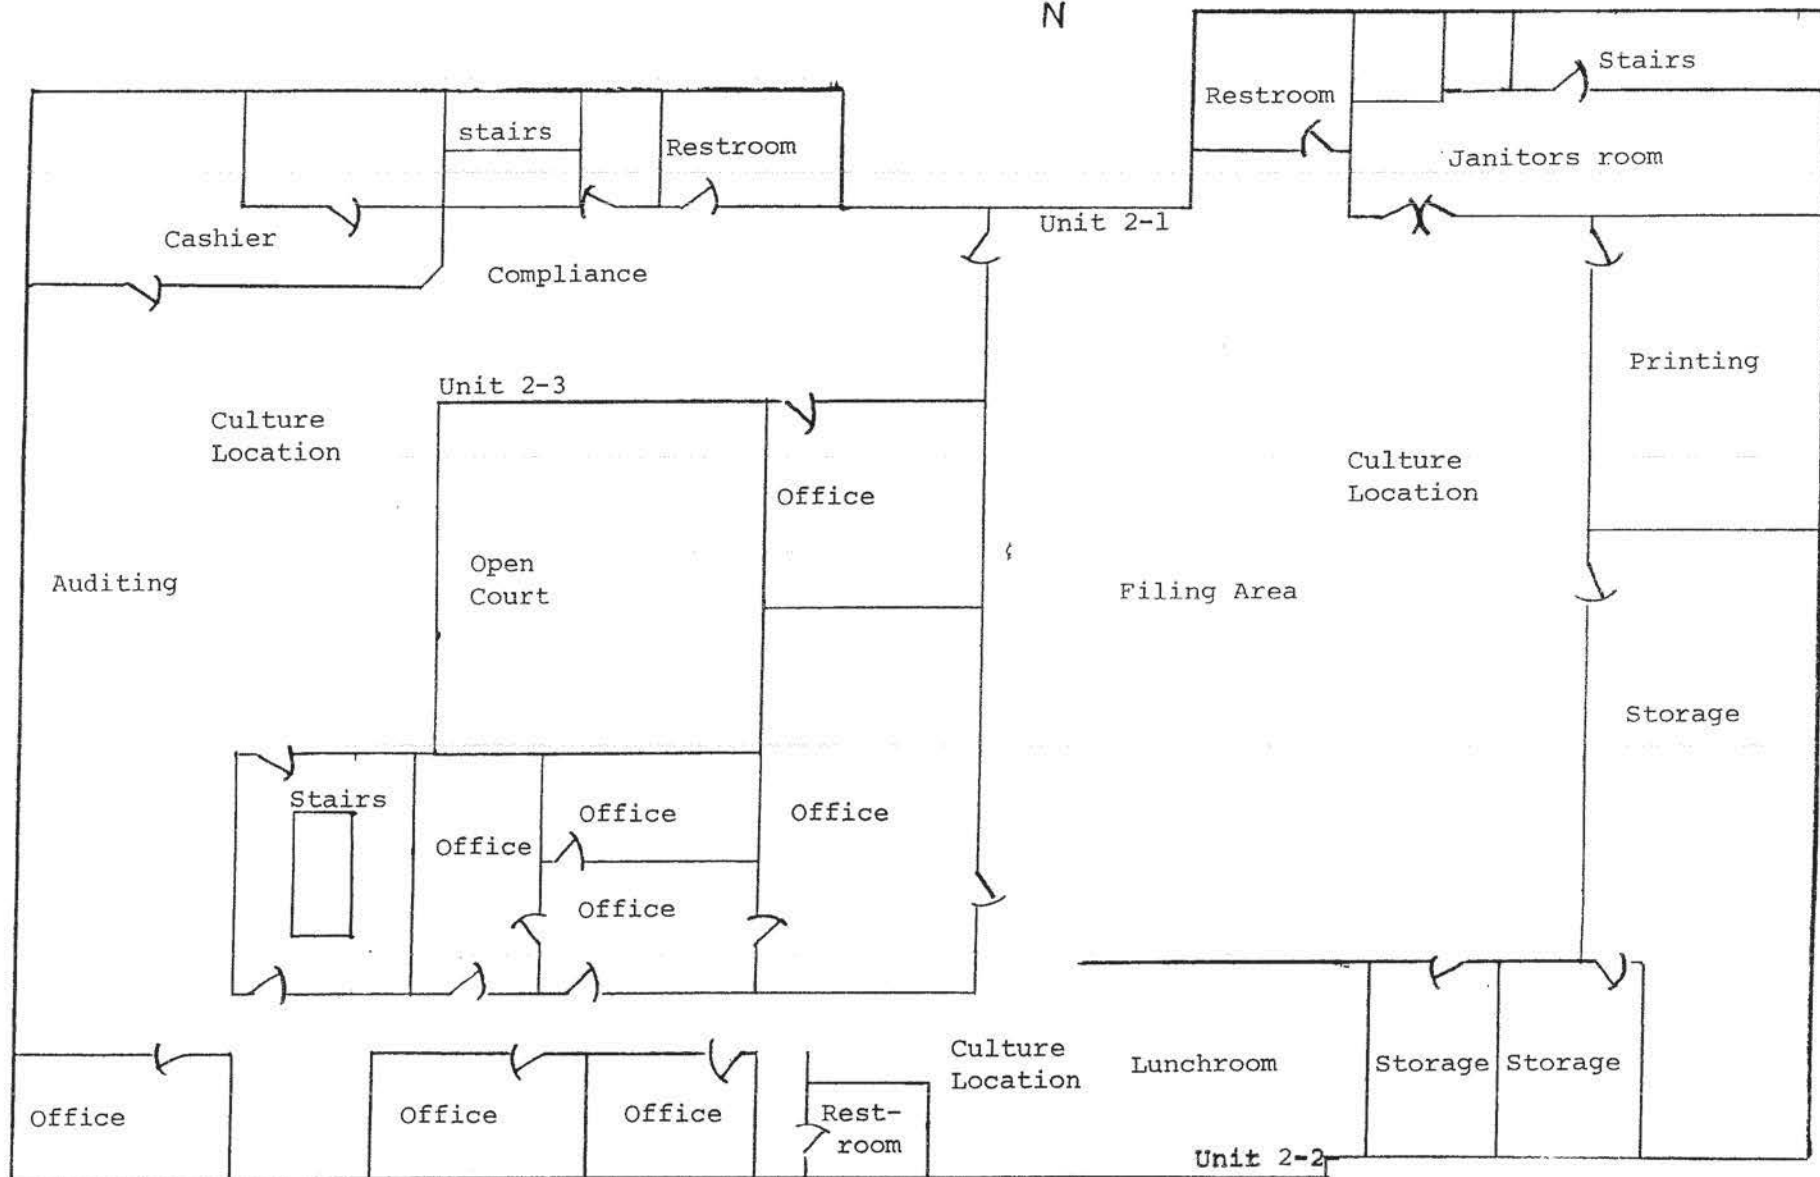 N
Stairs
Restroom
stairs
Restroom
Janitors room
Unit 2-1
Cashier
Compliance
Printing
Unit 2-3
Culture
Location
Culture
Location
Office
Open
Court
Auditing
Filing Area
Storage
Stairs
Office
Office
Office
Office
Culture
Location
Lunchroom
Storage
Storage
Office
Office
Office
Rest-
room
Unit 2-2